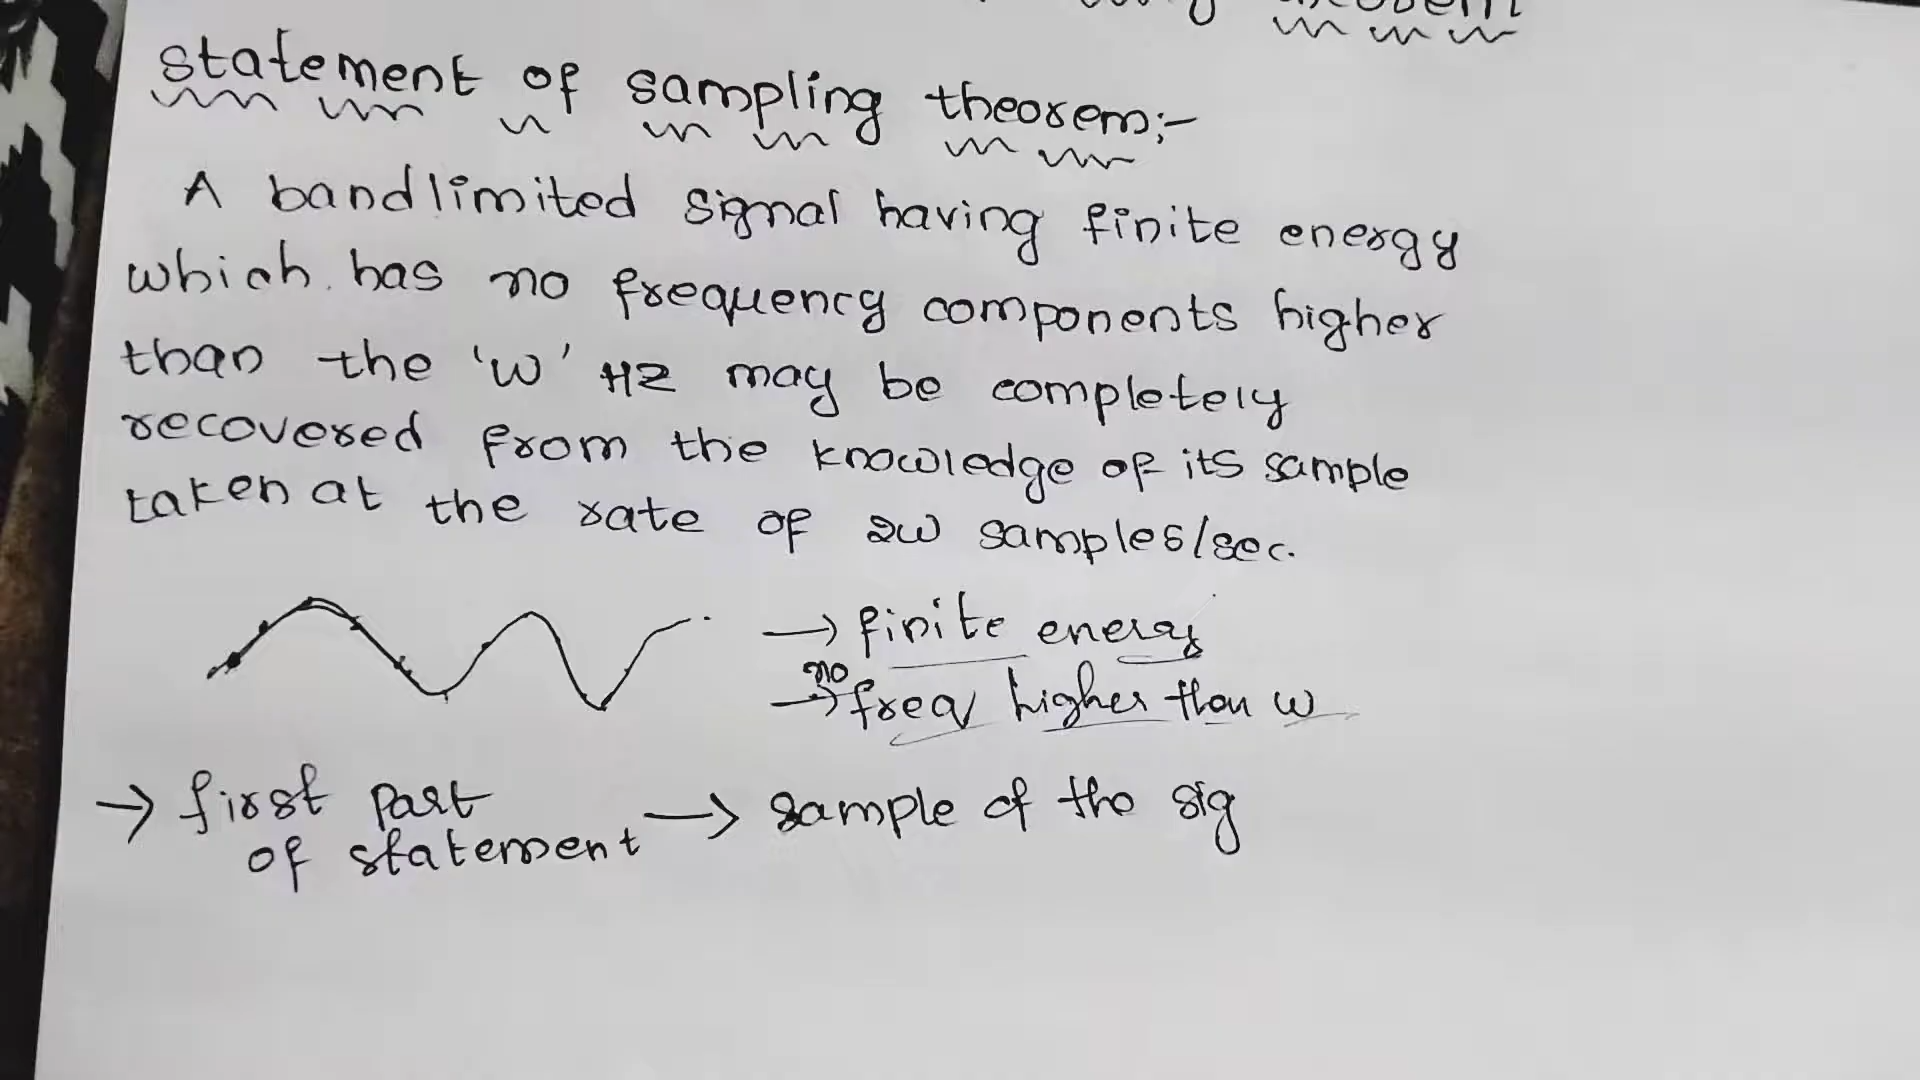 statement of sampling theorem:-
A bandlimited signal having finite energy
which has no frequency components higher
than the 'W' HZ may be completely
recovered from the knowledge of its sample
taken at the rate of 2W samples/sec.
→ finite energy
→ no freq higher than W
→ first part of statement → sample of the sig